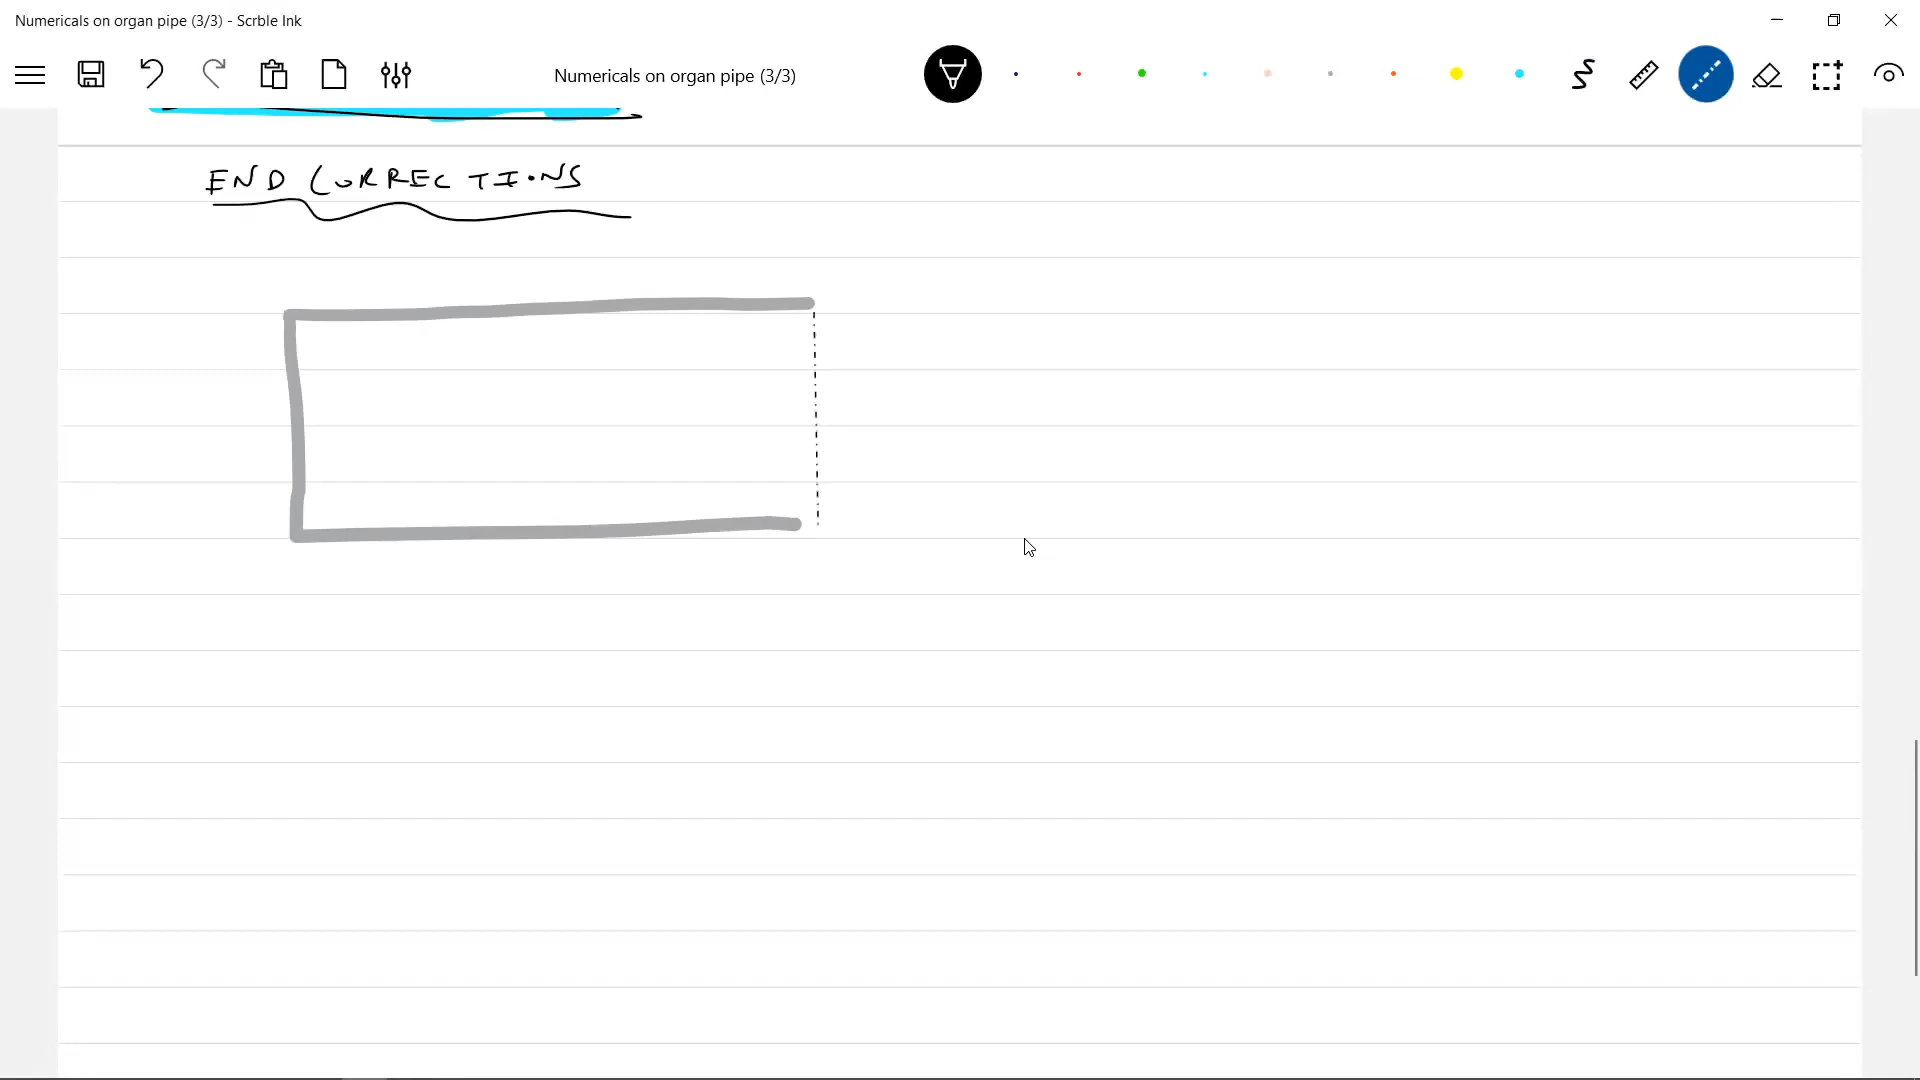 Numericals on organ pipe (3/3) - Scrble Ink
Numericals on organ pipe (3/3)
END CORRECTIONS